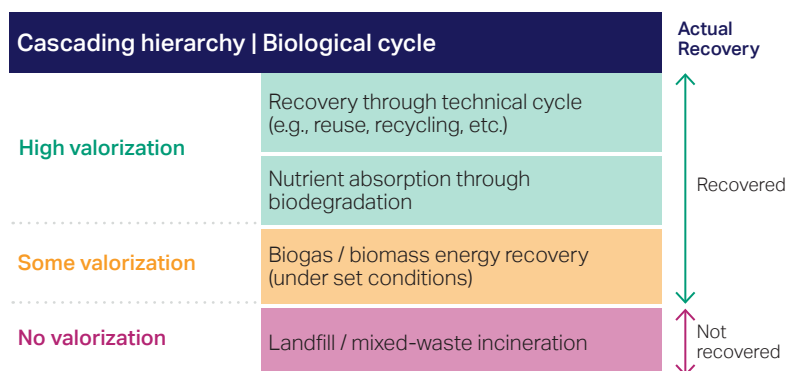 Cascading hierarchy | Biological cycle
Actual
Recovery
High valorization
Recovery through technical cycle
(e.g., reuse, recycling, etc.)
Nutrient absorption through
biodegradation
Recovered
Some valorization
Biogas / biomass energy recovery
(under set conditions)
No valorization
Landfill / mixed-waste incineration
Not
recovered